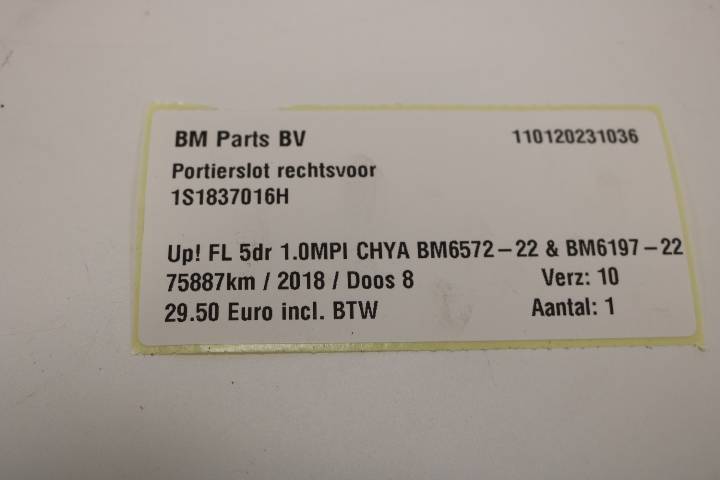 BM Parts BV 110120231036
Portierslot rechtsvoor
1S1837016H
Up! FL 5dr 1.0MPI CHYA BM6572-22 & BM6197-22
75887km / 2018 / Doos 8 Verz: 10
29.50 Euro incl. BTW Aantal: 1